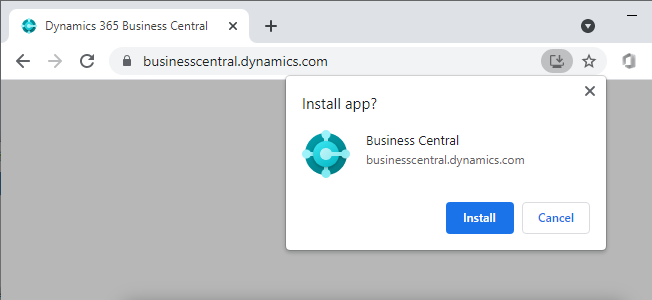 Dynamics 365 Business Central
businesscentral.dynamics.com
Install app?
Business Central
businesscentral.dynamics.com
Install Cancel